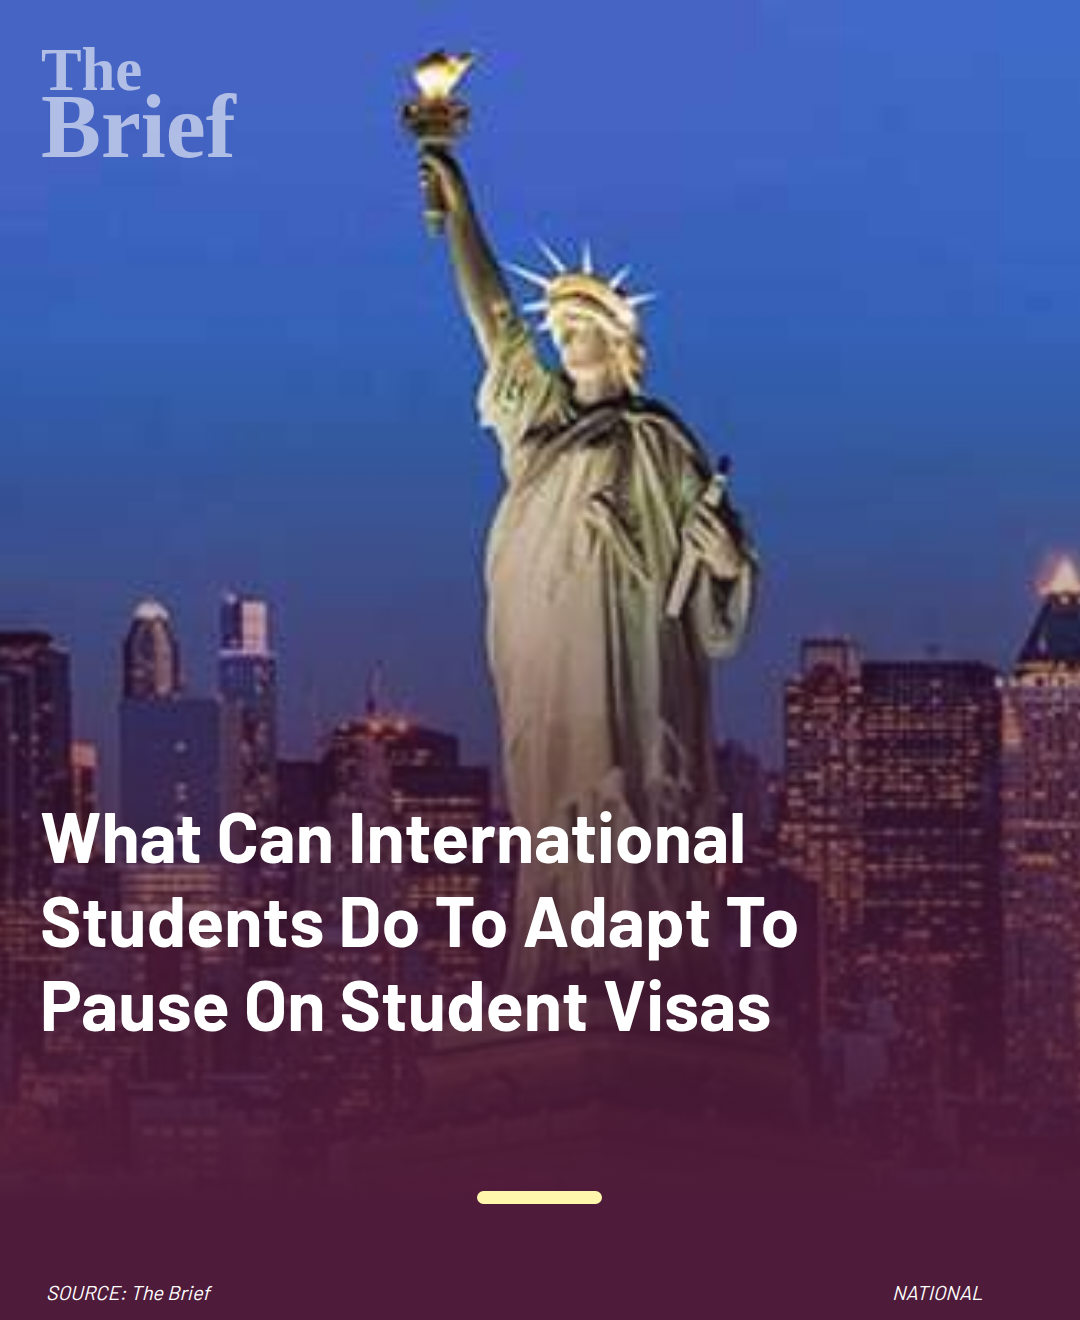 The
Brief
What Can International
Students Do To Adapt To
Pause On Student Visas
SOURCE: The Brief
NATIONAL